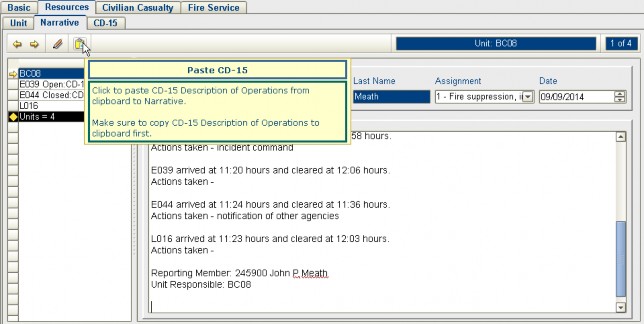 Basic Resources Civilian Casualty Fire Service
Unit Narrative CD-15
Unit: BC08 1 of 4
Paste CD-15
Click to paste CD-15 Description of Operations from
clipboard to Narrative.
Make sure to copy CD-15 Description of Operations to
clipboard first.
BC08
E039 Open:CD-1
E044 Closed:CD
L016
Units = 4
Last Name Assignment Date
Meath 1 - Fire suppression, 09/09/2014
58 hours.
Actions taken - incident command
E039 arrived at 11:20 hours and cleared at 12:06 hours.
Actions taken -
E044 arrived at 11:24 hours and cleared at 11:36 hours.
Actions taken - notification of other agencies
L016 arrived at 11:23 hours and cleared at 12:03 hours.
Actions taken -
Reporting Member: 245900 John P. Meath
Unit Responsible: BC08